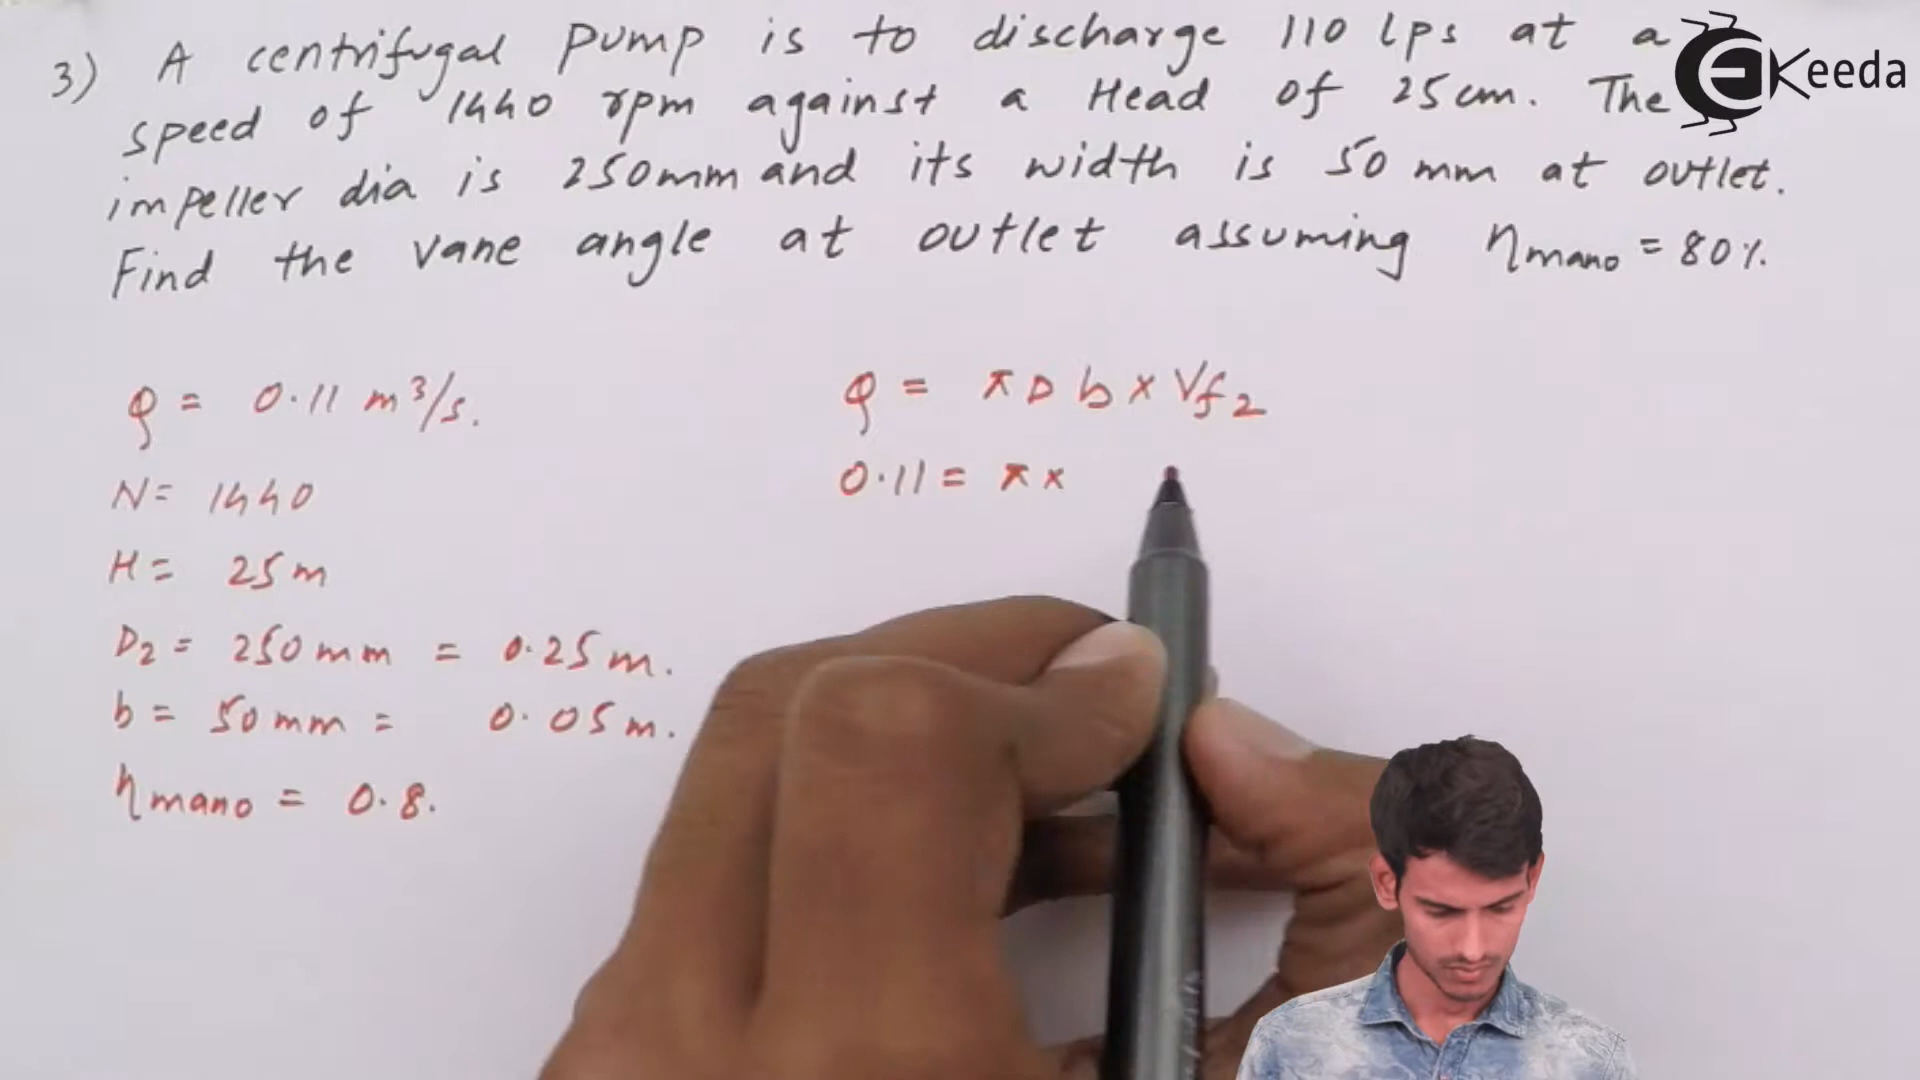 3) A centrifugal pump is to discharge 110 lps at a
speed of 1440 rpm against a Head of 25cm. The
impeller dia is 250mm and its width is 50 mm at outlet.
Find the vane angle at outlet assuming ηmano = 80%.
EKeeda
Q = 0.11 m³/s.
N= 1440
H= 25m
D₂ = 250mm = 0.25m.
b = 50mm = 0.05m.
ηmano = 0.8.
Q = π D b × Vf₂
0.11 = π ×